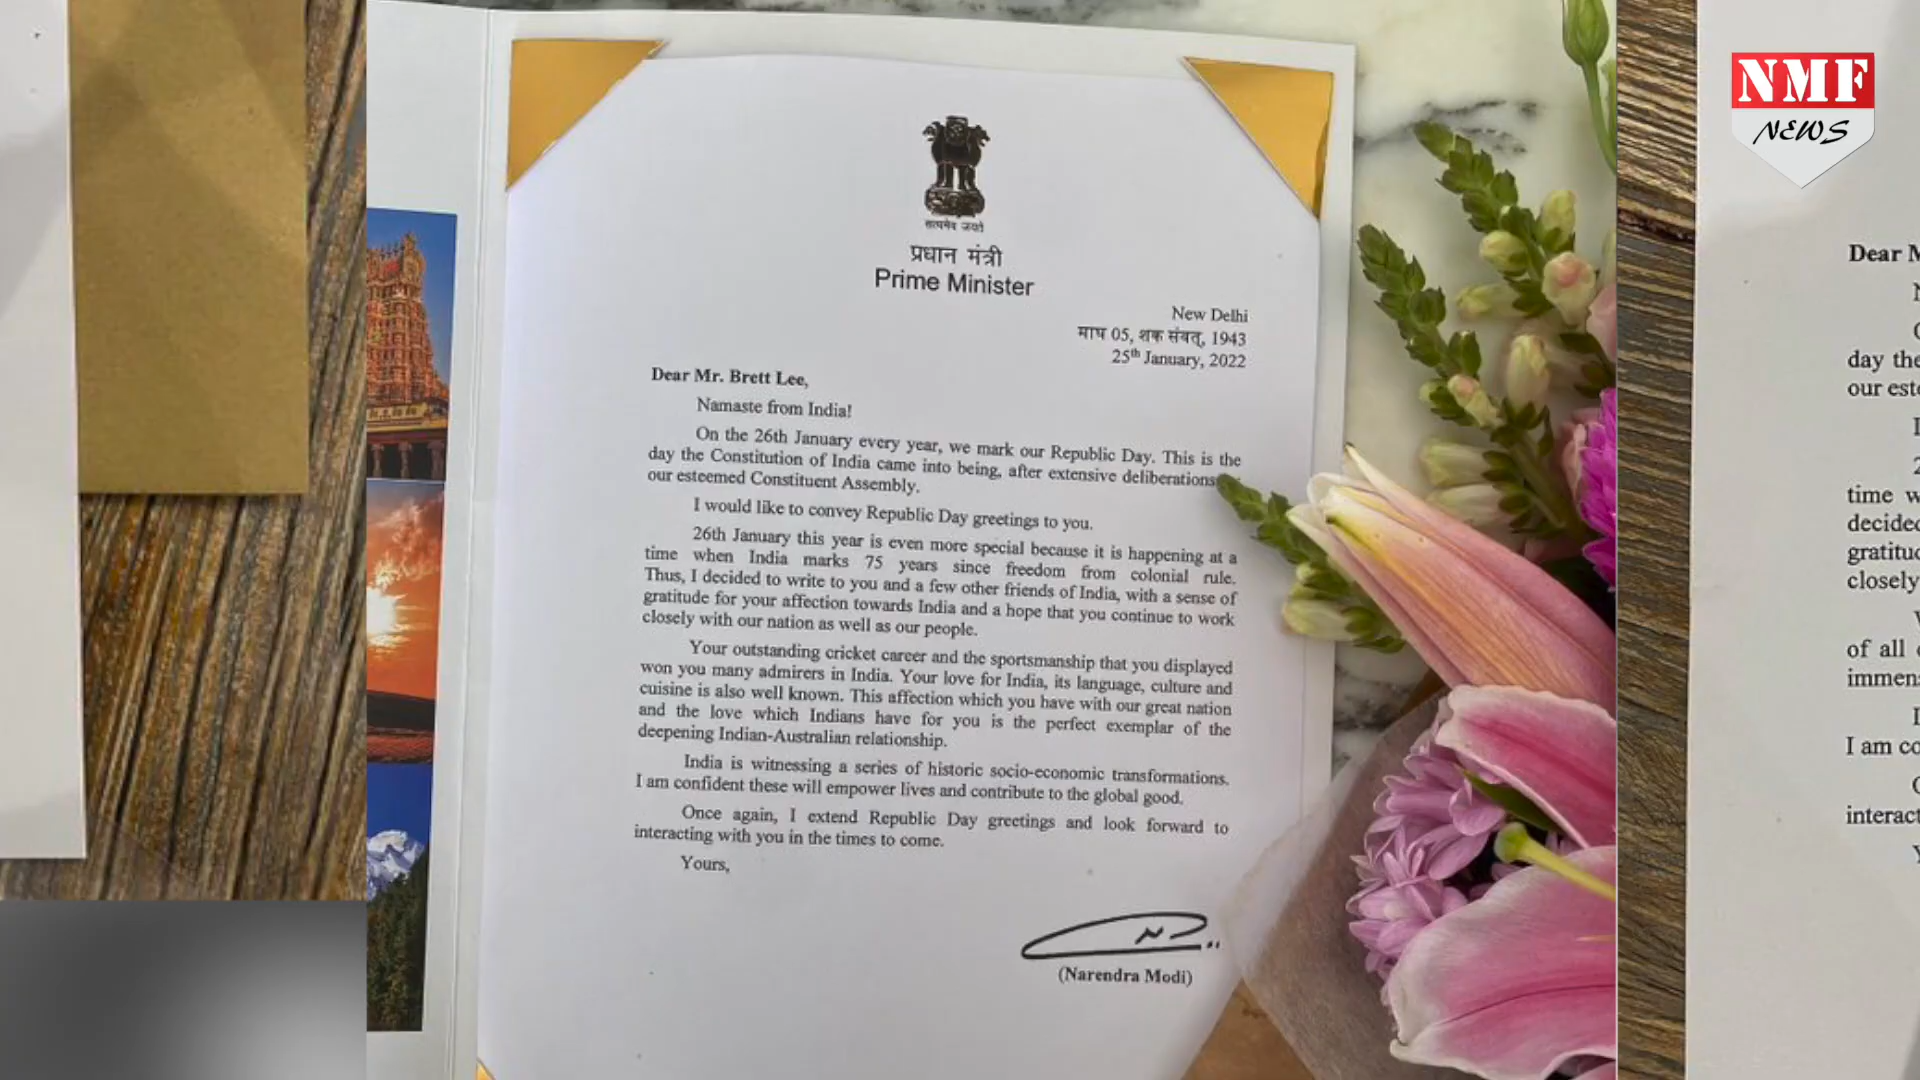 NMF
NEWS
सत्यमेव जयते
प्रधान मंत्री
Prime Minister
New Delhi
माघ 05, शक संवत्, 1943
25th January, 2022
Dear Mr. Brett Lee,
Namaste from India!
On the 26th January every year, we mark our Republic Day. This is the
day the Constitution of India came into being, after extensive deliberations
our esteemed Constituent Assembly.
I would like to convey Republic Day greetings to you.
26th January this year is even more special because it is happening at a
time when India marks 75 years since freedom from colonial rule.
Thus, I decided to write to you and a few other friends of India, with a sense of
gratitude for your affection towards India and a hope that you continue to work
closely with our nation as well as our people.
Your outstanding cricket career and the sportsmanship that you displayed
won you many admirers in India. Your love for India, its language, culture and
cuisine is also well known. This affection which you have with our great nation
and the love which Indians have for you is the perfect exemplar of the
deepening Indian-Australian relationship.
India is witnessing a series of historic socio-economic transformations.
I am confident these will empower lives and contribute to the global good.
Once again, I extend Republic Day greetings and look forward to
interacting with you in the times to come.
Yours,
(Narendra Modi)
Dear
day the
our
time
decided
closely
of all
I am